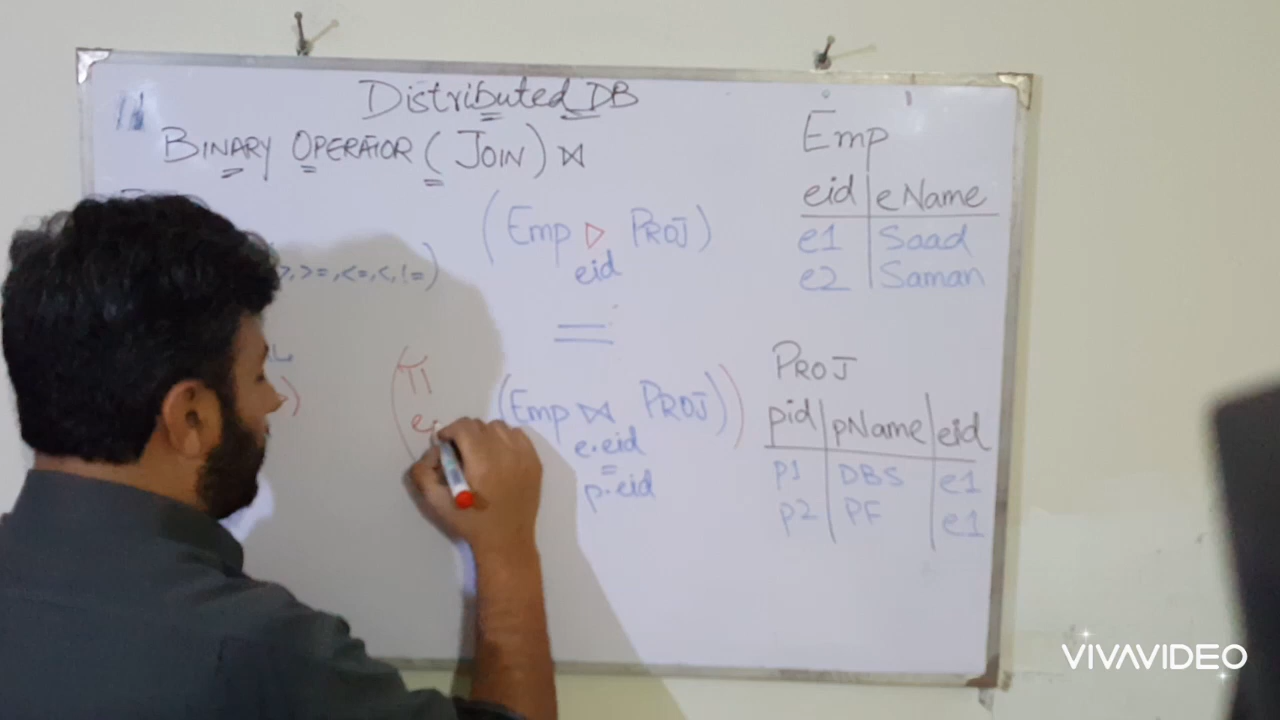 Distributed DB
BINARY OPERATOR (JOIN) ⋈
>, >=, <=, <, !=)
(Emp ▷ PROJ)
eid
=
(π
(Emp ⋈ PROJ))
e.eid
=
p.eid
Emp
eid eName
e1 Saad
e2 Saman
PROJ
pid pName eid
p1 DBS e1
p2 PF e1
VIVAVIDEO